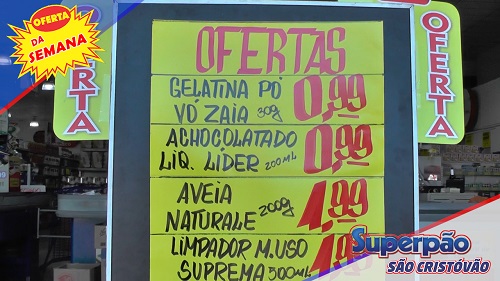 OFERTA
DA
SEMANA
OFERTA
OFERTAS
OFERTA
GELATINA PÓ
VÓ ZAIA 30g 0,99
ACHOCOLATADO
LIQ. LÍDER 200ML 0,99
AVEIA
NATURALE 200g 4,99
LIMPADOR M.USO
SUPREMA 500ML
Superpão
SÃO CRISTÓVÃO